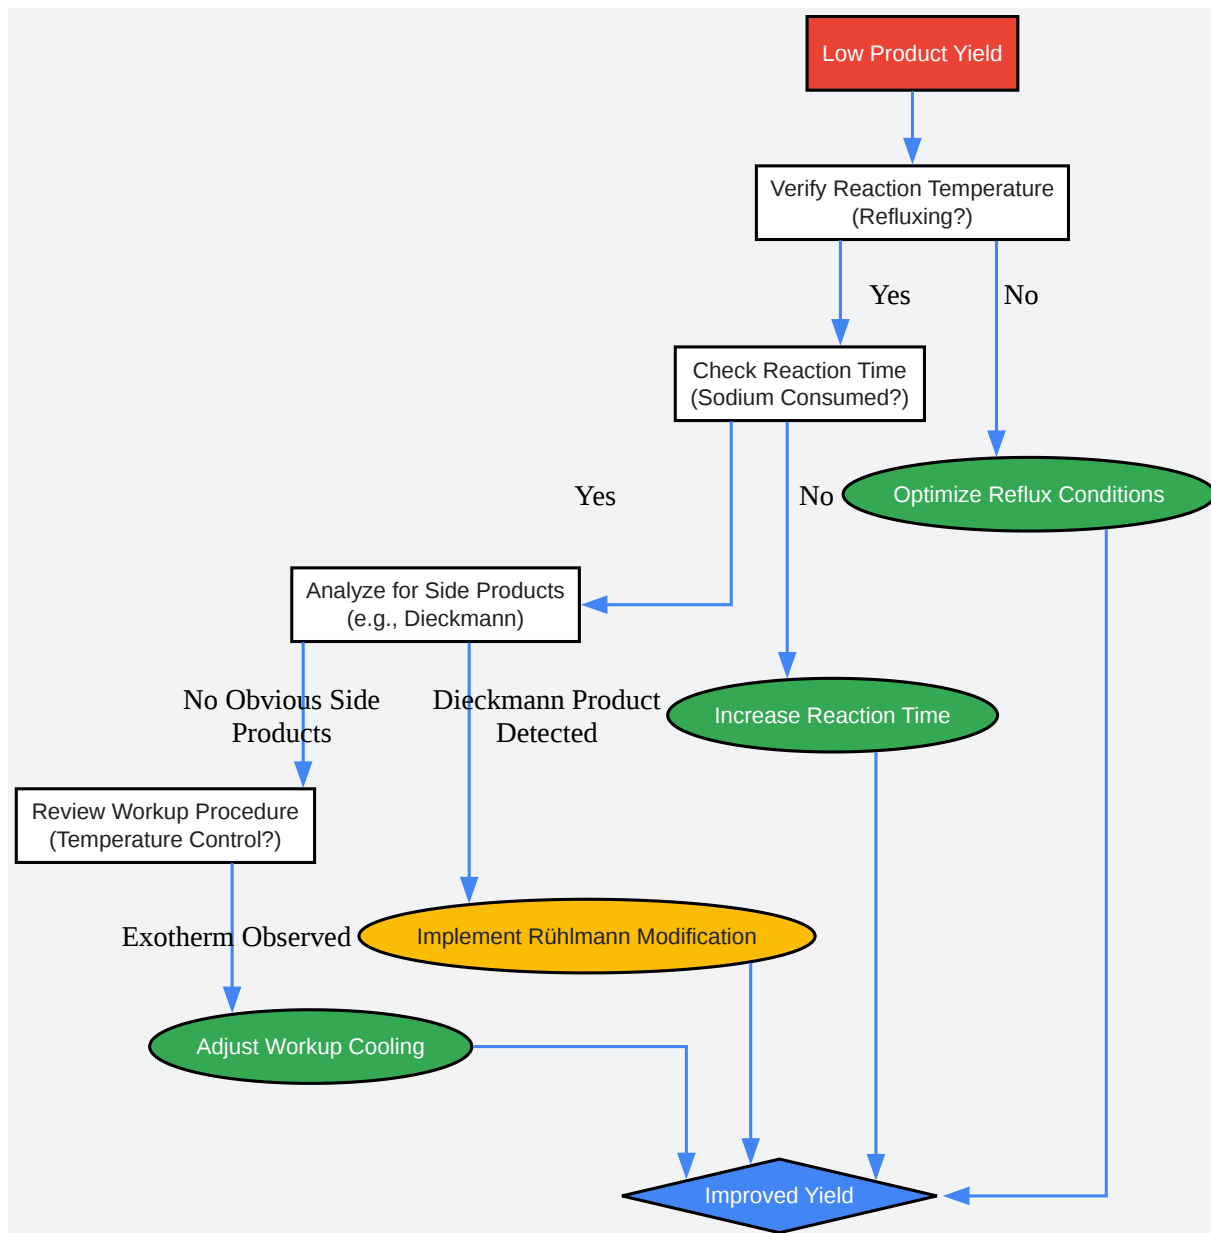 Low Product Yield
Verify Reaction Temperature
(Refluxing?)
Yes
No
Check Reaction Time
(Sodium Consumed?)
Yes
No
Optimize Reflux Conditions
Analyze for Side Products
(e.g., Dieckmann)
No Obvious Side
Products
Dieckmann Product
Detected
Increase Reaction Time
Review Workup Procedure
(Temperature Control?)
Exotherm Observed
Implement Rühlmann Modification
Adjust Workup Cooling
Improved Yield